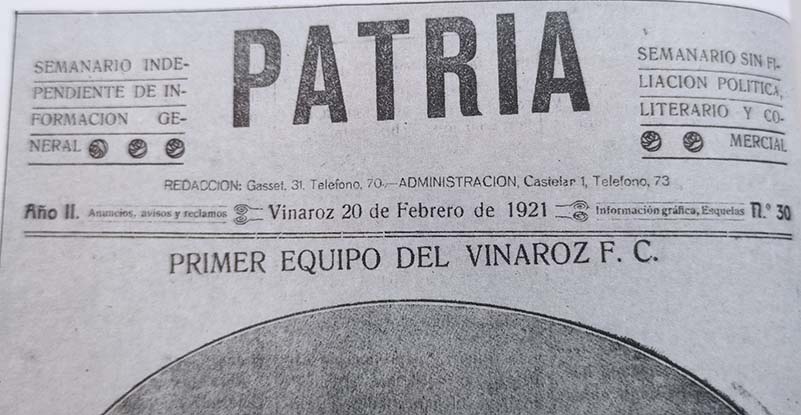 PATRIA
SEMANARIO INDE-
PENDIENTE DE IN-
FORMACION GE-
NERAL
SEMANARIO SIN FI-
LIACION POLITICA,
LITERARIO Y CO-
MERCIAL
REDACCION: Gasset, 31, Telefono, 70.—ADMINISTRACION, Castelar 1, Telefono, 73
Año II. Anuncios, avisos y reclamos Vinaroz 20 de Febrero de 1921 Información gráfica, Esquelas N.º 30
PRIMER EQUIPO DEL VINAROZ F. C.